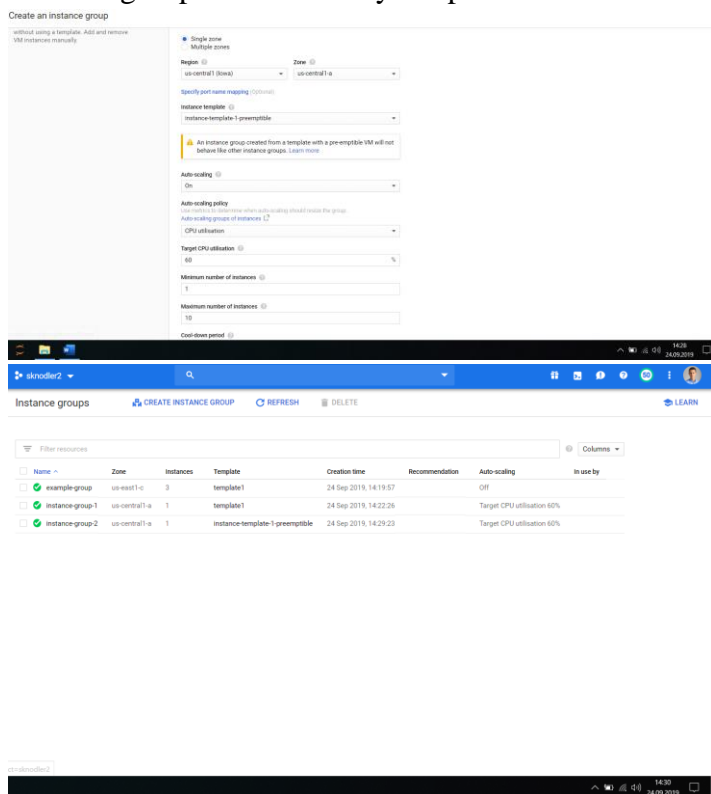 Create an instance group
without using a template. Add and remove
VM instances manually.
Single zone
Multiple zones
Region
Zone
us-central1 (Iowa)
us-central1-a
Specify port name mapping (Optional)
Instance template
instance-template-1-preemptible
An instance group created from a template with a pre-emptible VM will not
behave like other instance groups. Learn more
Auto-scaling
On
Auto-scaling policy
Use metrics to determine when auto-scaling should resize the group.
Auto-scaling groups of instances
CPU utilisation
Target CPU utilisation
60 %
Minimum number of instances
1
Maximum number of instances
10
Cool-down period
14:28
24.09.2019
sknodler2
50
Instance groups CREATE INSTANCE GROUP REFRESH DELETE LEARN
Filter resources Columns
Name Zone Instances Template Creation time Recommendation Auto-scaling In use by
example-group us-east1-c 3 template1 24 Sep 2019, 14:19:57 Off
instance-group-1 us-central1-a 1 template1 24 Sep 2019, 14:22:26 Target CPU utilisation 60%
instance-group-2 us-central1-a 1 instance-template-1-preemptible 24 Sep 2019, 14:29:23 Target CPU utilisation 60%
ct=sknodler2
14:30
24.09.2019